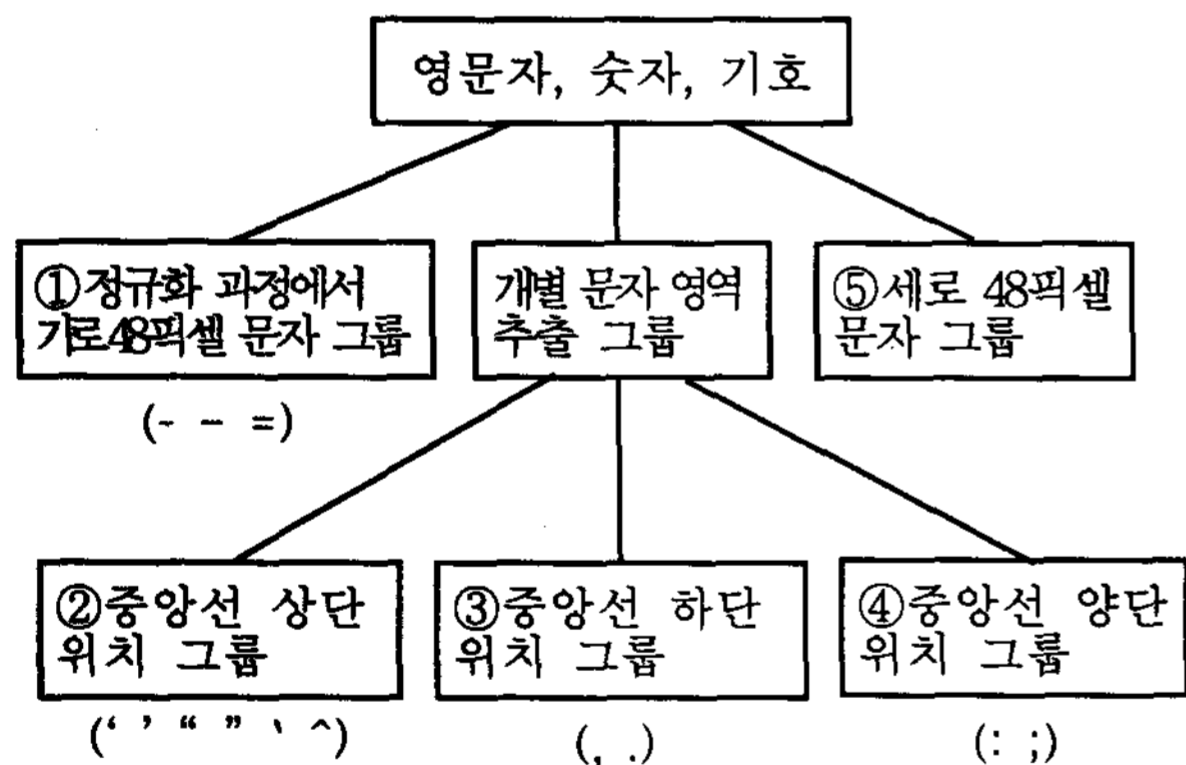 영문자, 숫자, 기호
①정규화 과정에서
가로48픽셀 문자 그룹
개별 문자 영역
추출 그룹
⑤세로 48픽셀
문자 그룹
(~ - =)
②중앙선 상단
위치 그룹
③중앙선 하단
위치 그룹
④중앙선 양단
위치 그룹
(‘ ’ “ ” ` ^)
(, .)
(: ;)